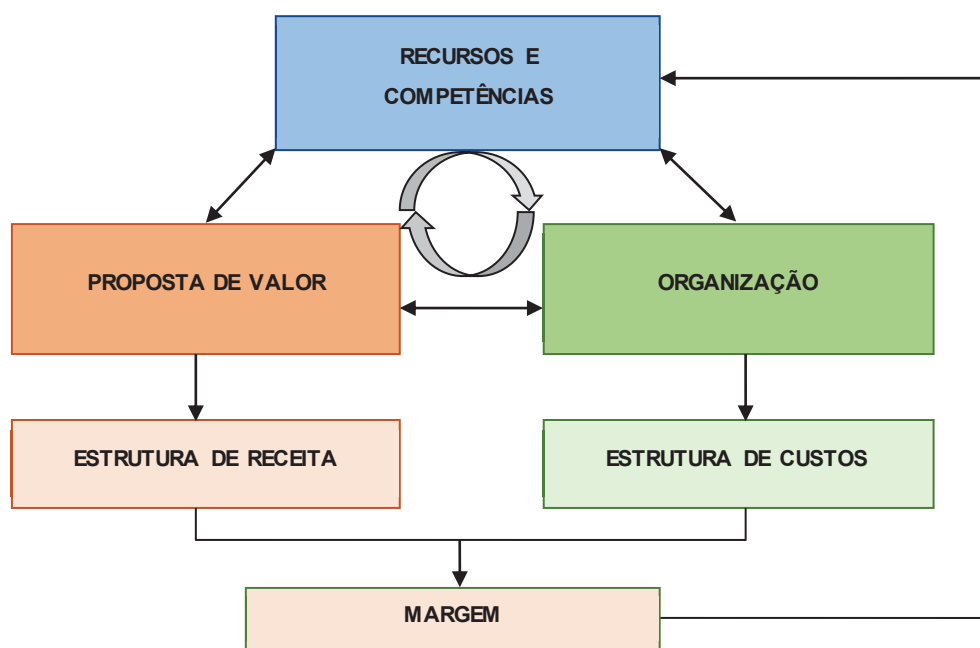 RECURSOS E
COMPETÊNCIAS
PROPOSTA DE VALOR
ORGANIZAÇÃO
ESTRUTURA DE RECEITA
ESTRUTURA DE CUSTOS
MARGEM